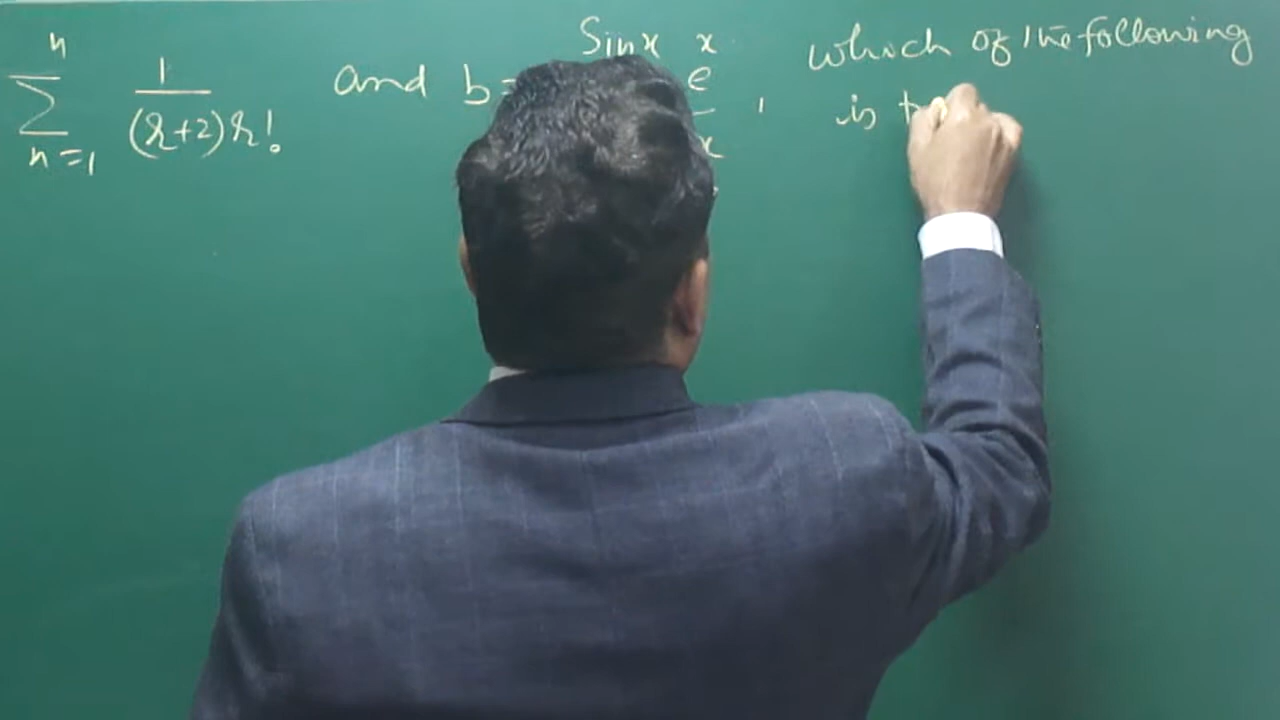 n Σ n=1 1/(r+2)r! and b= Sinx x e x , which of the following
is